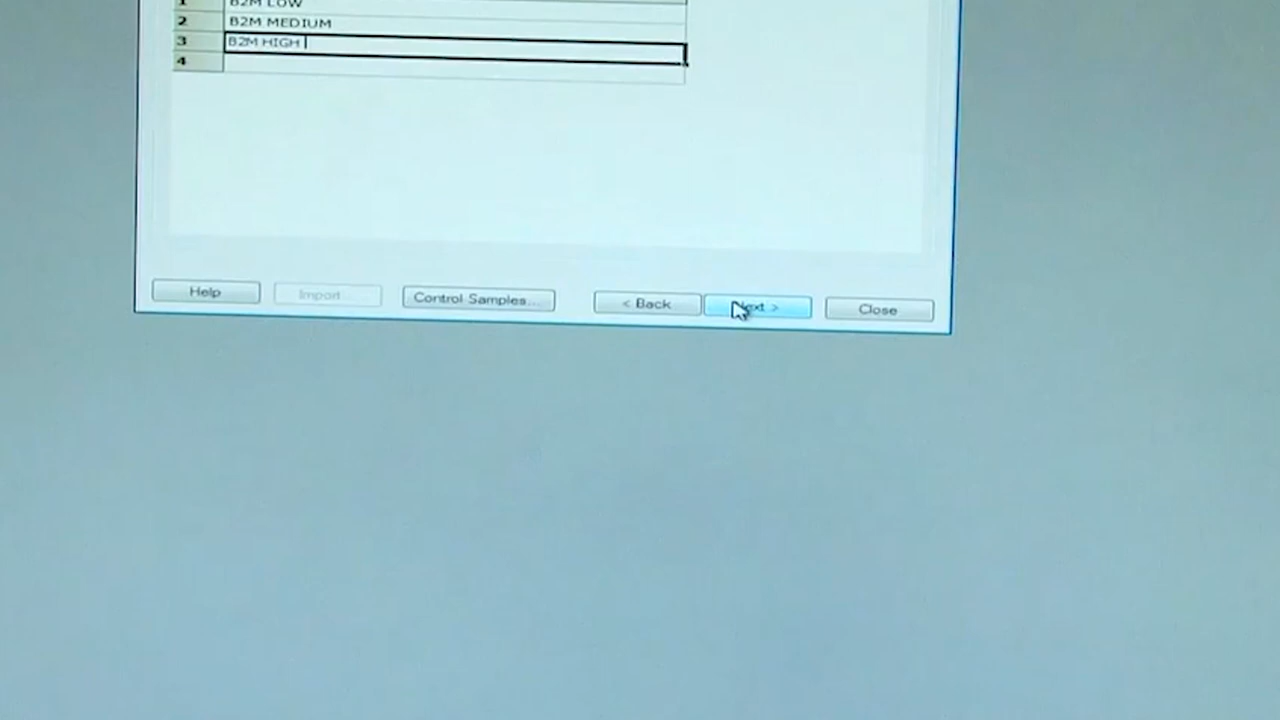 1 B2M LOW
2 B2M MEDIUM
3 B2M HIGH
4
Help Import... Control Samples... < Back Next > Close